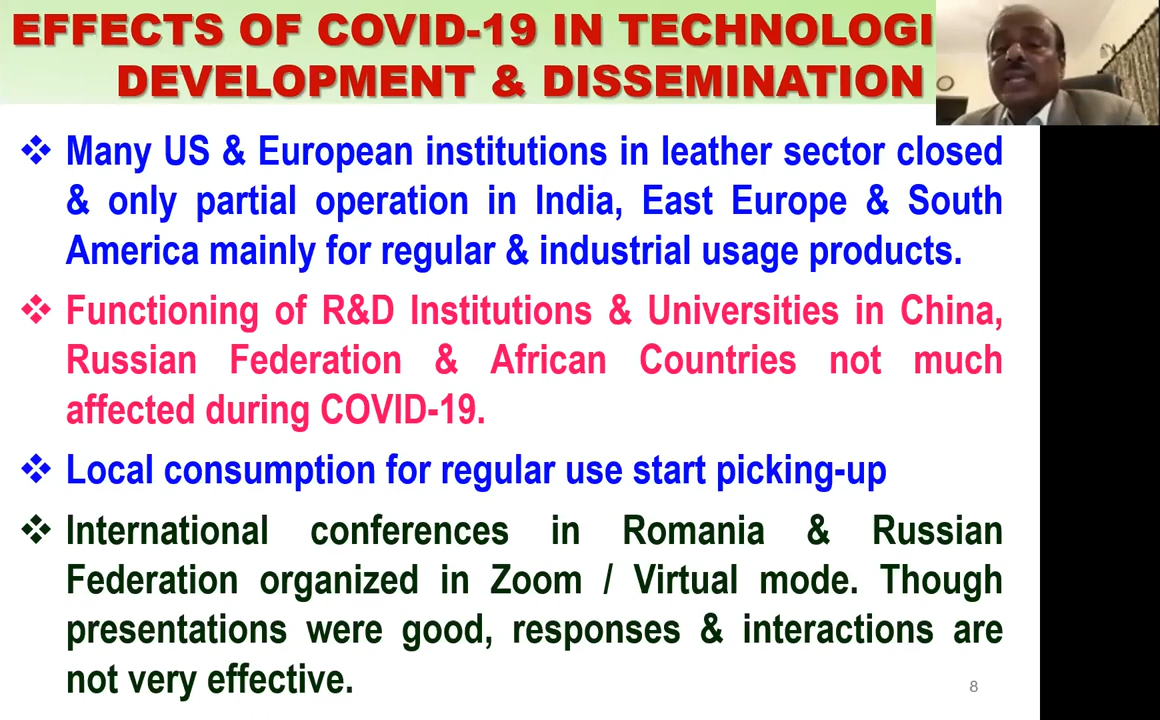 EFFECTS OF COVID-19 IN
DEVELOPMENT & DISSEMINATION
❖ Many US & European institutions in leather sector closed
& only partial operation in India, East Europe & South
America mainly for regular & industrial usage products.
❖ Functioning of R&D Institutions & Universities in China,
Russian Federation & African Countries not much
affected during COVID-19.
❖ Local consumption for regular use start picking-up
❖ International conferences in Romania & Russian
Federation organized in Zoom / Virtual mode. Though
presentations were good, responses & interactions are
not very effective.
8